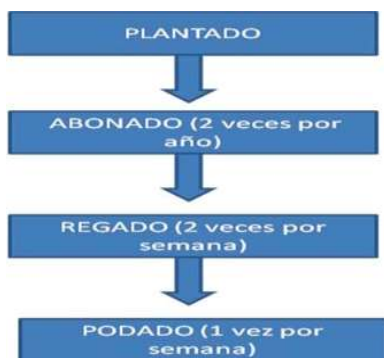 PLANTADO
ABONADO (2 veces por
año)
REGADO (2 veces por
semana)
PODADO (1 vez por
semana)